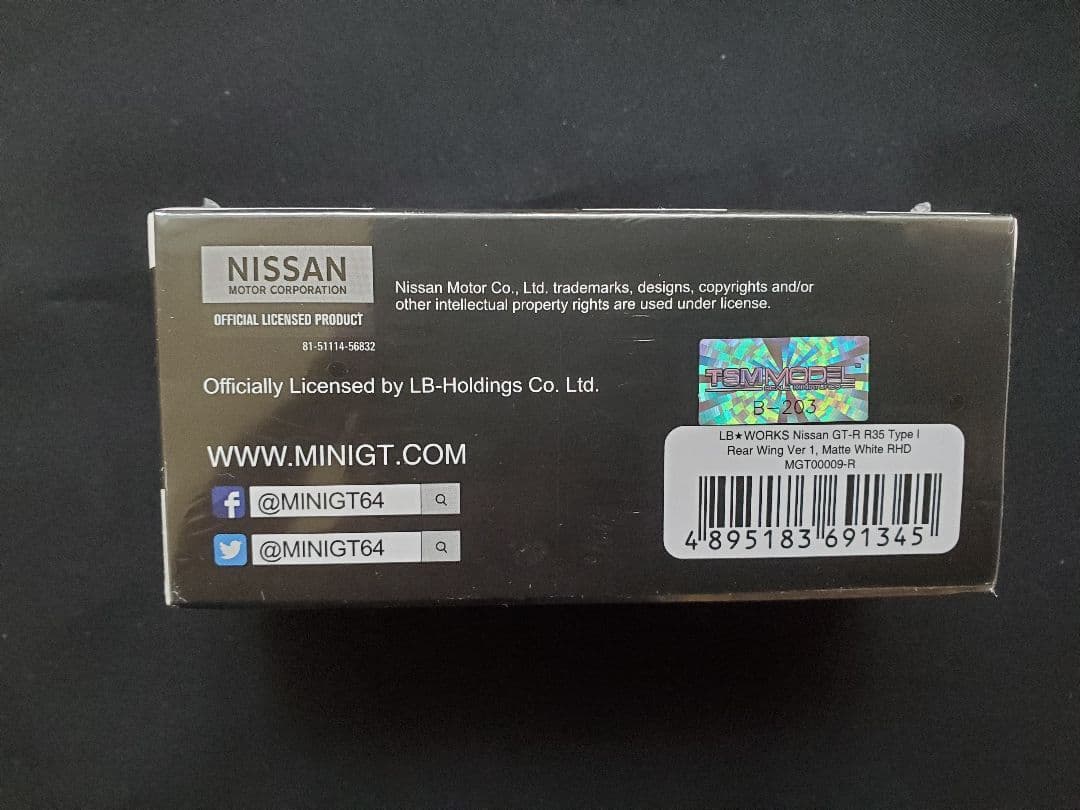 NISSAN
MOTOR CORPORATION
OFFICIAL LICENSED PRODUCT
81-51114-56832
Nissan Motor Co., Ltd. trademarks, designs, copyrights and/or
other intellectual property rights are used under license.
Officially Licensed by LB-Holdings Co. Ltd.
WWW.MINIGT.COM
f @MINIGT64
@MINIGT64
TSM MODEL
B-203
LB★WORKS Nissan GT-R R35 Type I
Rear Wing Ver 1, Matte White RHD
MGT00009-R
4 895183 691345